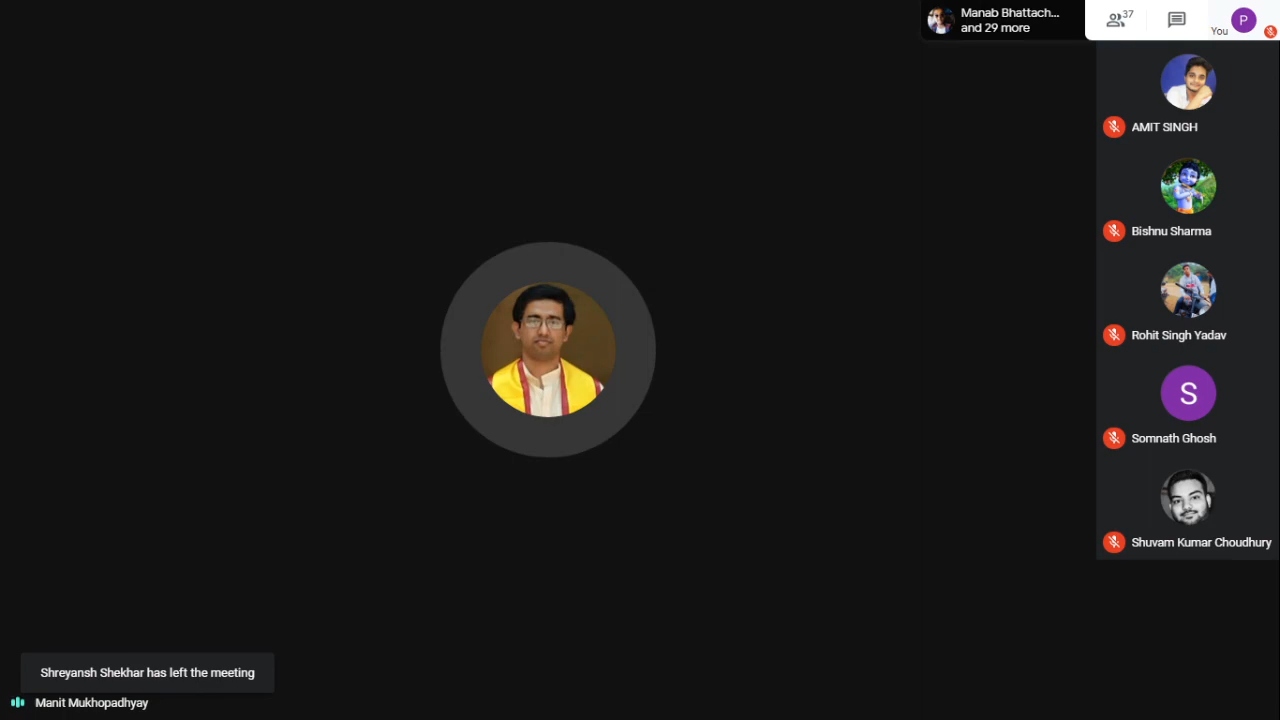 Manab Bhattach...
and 29 more
37
You
P
AMIT SINGH
Bishnu Sharma
Rohit Singh Yadav
S
Somnath Ghosh
Shuvam Kumar Choudhury
Shreyansh Shekhar has left the meeting
Manit Mukhopadhyay